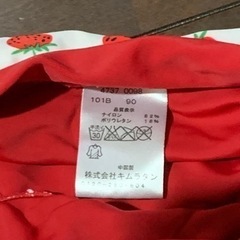 4737 0098
101B 90
品質表示
ナイロン 82%
ポリウレタン 18%
中国製
株式会社キムラタン